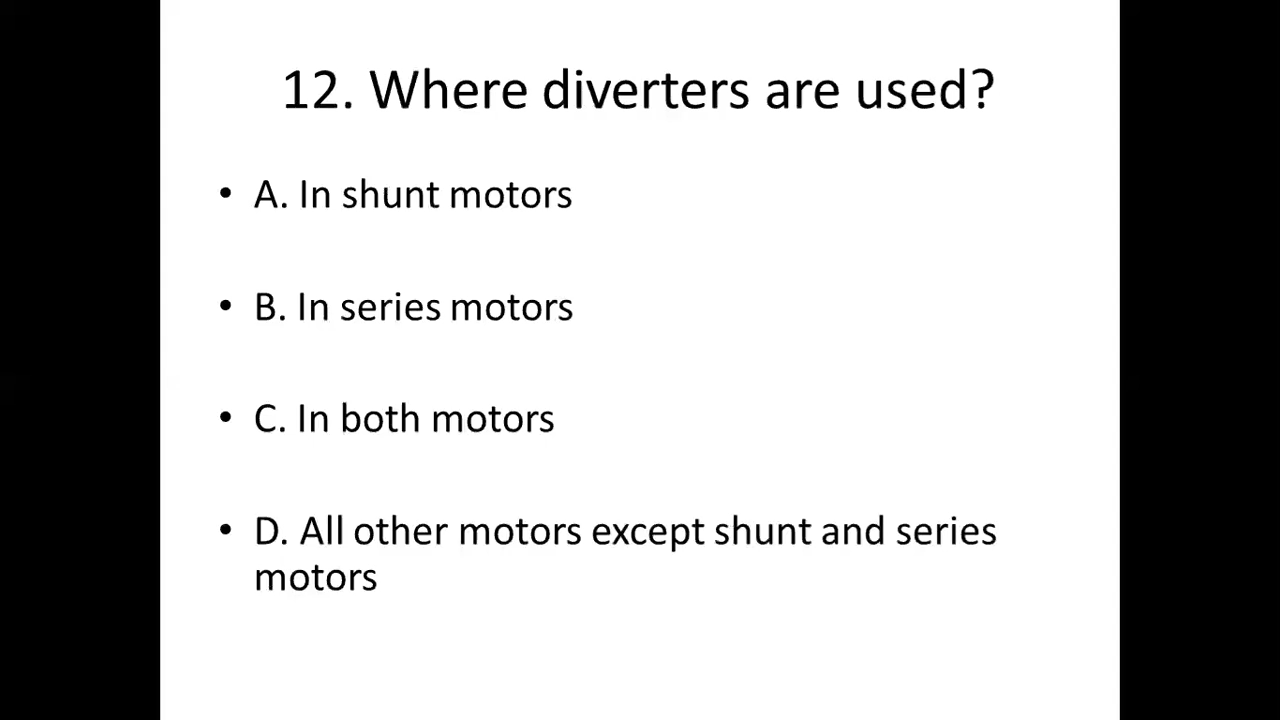 12. Where diverters are used?
• A. In shunt motors
• B. In series motors
• C. In both motors
• D. All other motors except shunt and series
motors